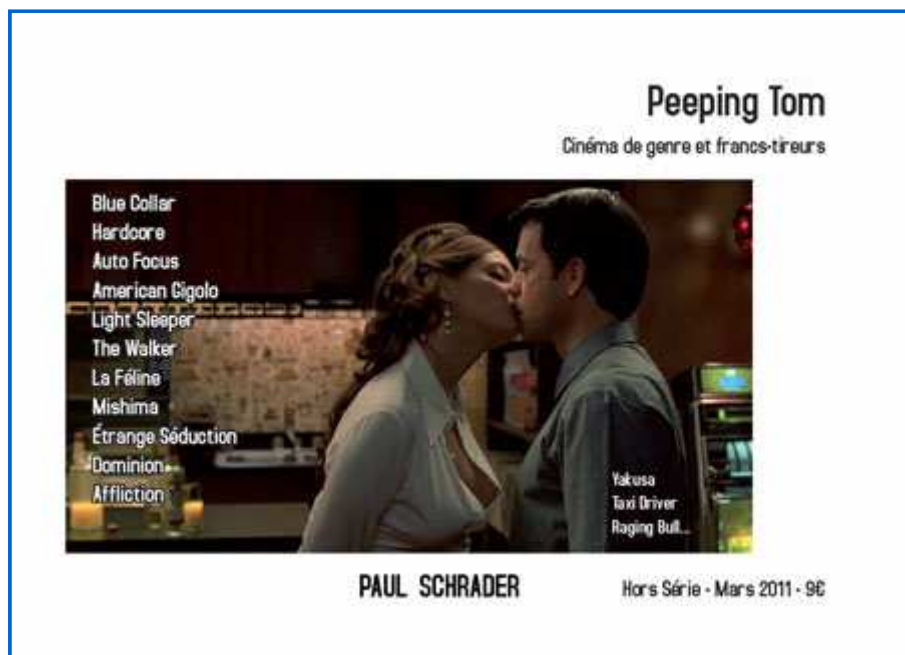 Peeping Tom
Cinéma de genre et francs-tireurs
Blue Collar
Hardcore
Auto Focus
American Gigolo
Light Sleeper
The Walker
La Féline
Mishima
Étrange Séduction
Dominion
Affliction
Yakusa
Taxi Driver
Raging Bull...
PAUL SCHRADER
Hors Série - Mars 2011 - 9€